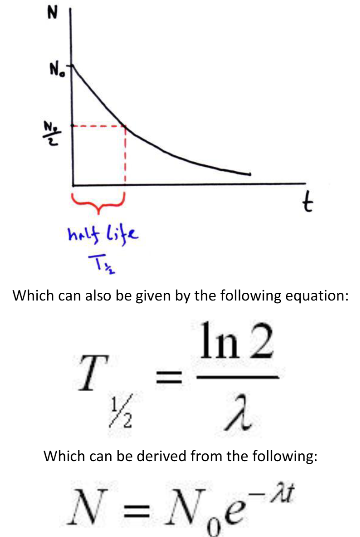 N
N₀
N₀/2
t
half life
T½
Which can also be given by the following equation:
T½ = ln 2 / λ
Which can be derived from the following:
N = N₀e^(-λt)